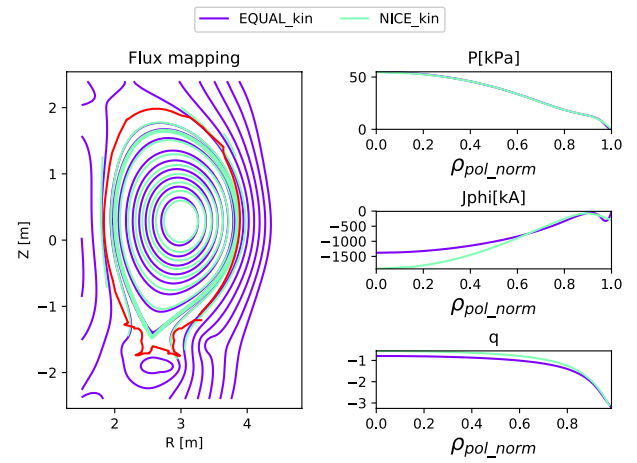 EQUAL_kin NICE_kin
Flux mapping
2
1
0
−1
−2
Z [m]
2 3 4
R [m]
P[kPa]
50
0
0.0 0.2 0.4 0.6 0.8 1.0
ρpol_norm
Jphi[kA]
0
−500
−1000
−1500
0.0 0.2 0.4 0.6 0.8 1.0
ρpol_norm
q
−1
−2
−3
0.0 0.2 0.4 0.6 0.8
ρpol_norm